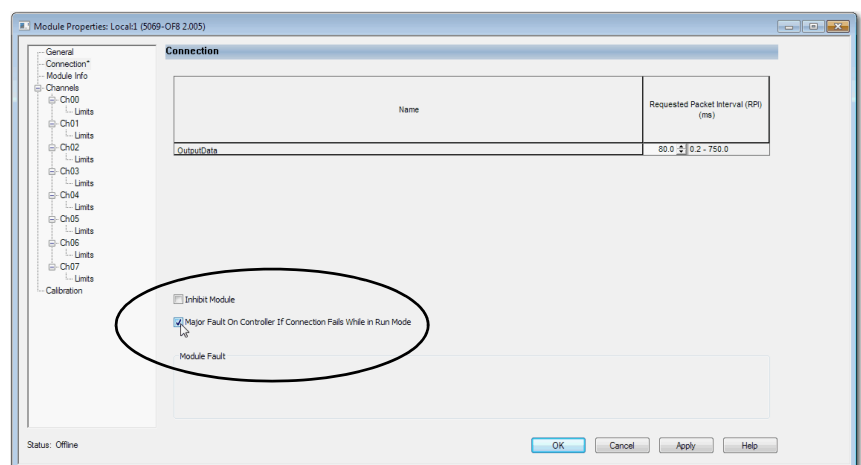 Module Properties: Local:1 (5069-OF8 2.005)
General
Connection*
Module Info
Channels
Ch00
Limits
Ch01
Limits
Ch02
Limits
Ch03
Limits
Ch04
Limits
Ch05
Limits
Ch06
Limits
Ch07
Limits
Calibration
Connection
Name
Requested Packet Interval (RPI)
(ms)
OutputData
80.0 0.2 - 750.0
Inhibit Module
Major Fault On Controller If Connection Fails While in Run Mode
Module Fault
Status: Offline
OK Cancel Apply Help